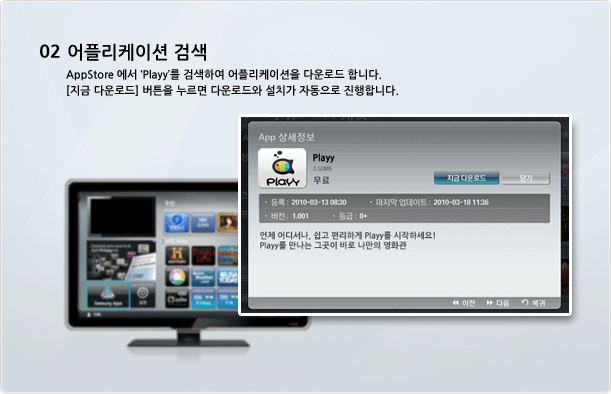 02 어플리케이션 검색
AppStore 에서 'Playy'를 검색하여 어플리케이션을 다운로드 합니다.
[지금 다운로드] 버튼을 누르면 다운로드와 설치가 자동으로 진행합니다.
App 상세정보
Playy
2.52MB
무료
PLAYY
지금 다운로드
닫기
· 등록 : 2010-03-13 08:30 · 마지막 업데이트 : 2010-03-18 11:36
· 버전 : 1.001 · 등급 : 0+
언제 어디서나, 쉽고 편리하게 Playy를 시작하세요!
Playy를 만나는 그곳이 바로 나만의 영화관
이전 다음 복귀
Samsung Apps
HISTORY
USA TODAY